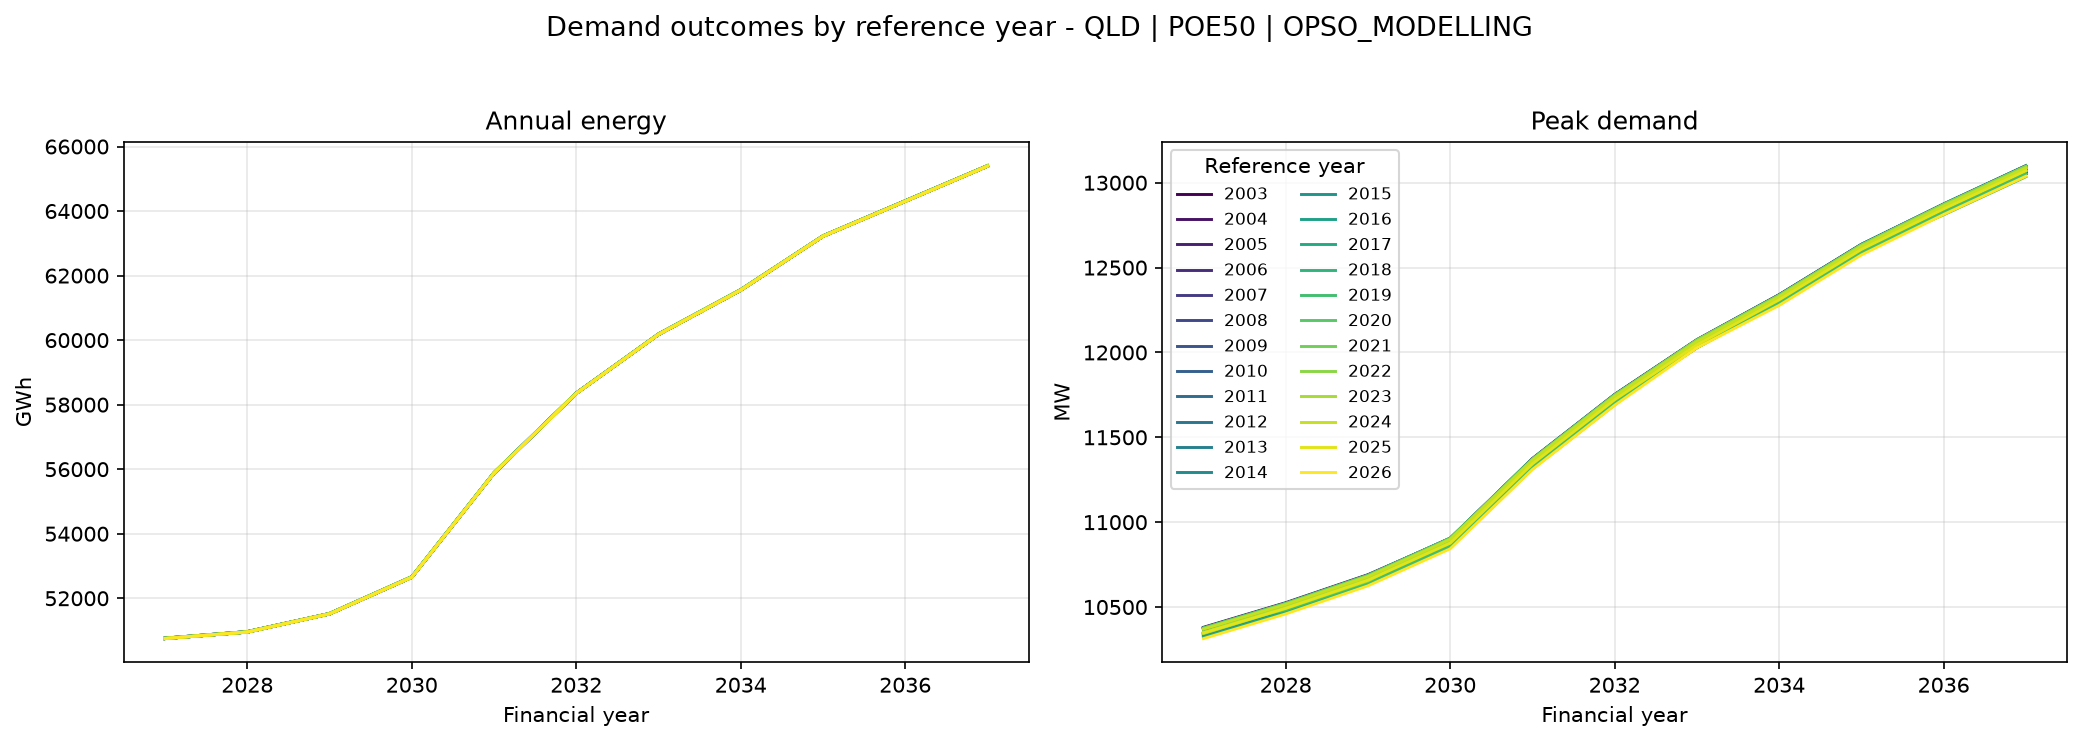 Demand outcomes by reference year - QLD | POE50 | OPSO_MODELLING
Annual energy
66000
64000
62000
60000
58000
56000
54000
52000
GWh
2028 2030 2032 2034 2036
Financial year
Peak demand
13000
12500
12000
11500
11000
10500
MW
Reference year
2003 2015
2004 2016
2005 2017
2006 2018
2007 2019
2008 2020
2009 2021
2010 2022
2011 2023
2012 2024
2013 2025
2014 2026
2028 2030 2032 2034 2036
Financial year